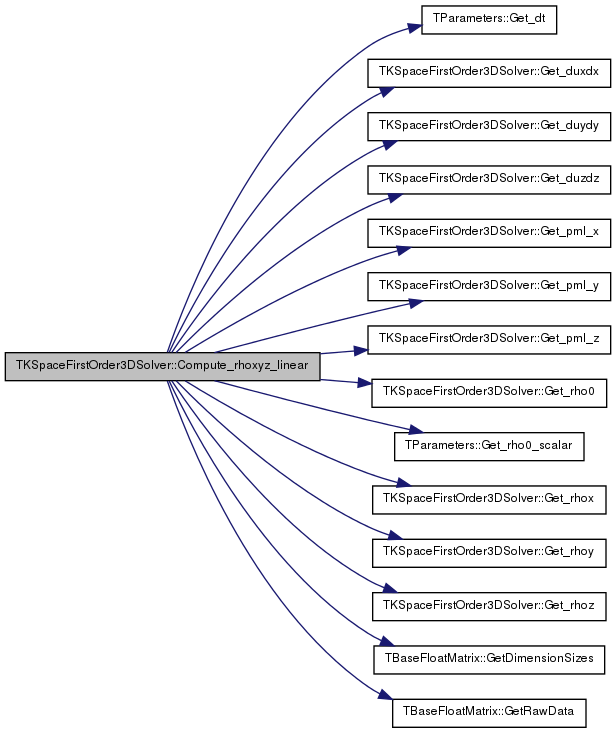 TParameters::Get_dt
TKSpaceFirstOrder3DSolver::Get_duxdx
TKSpaceFirstOrder3DSolver::Get_duydy
TKSpaceFirstOrder3DSolver::Get_duzdz
TKSpaceFirstOrder3DSolver::Get_pml_x
TKSpaceFirstOrder3DSolver::Get_pml_y
TKSpaceFirstOrder3DSolver::Get_pml_z
TKSpaceFirstOrder3DSolver::Compute_rhoxyz_linear
TKSpaceFirstOrder3DSolver::Get_rho0
TParameters::Get_rho0_scalar
TKSpaceFirstOrder3DSolver::Get_rhox
TKSpaceFirstOrder3DSolver::Get_rhoy
TKSpaceFirstOrder3DSolver::Get_rhoz
TBaseFloatMatrix::GetDimensionSizes
TBaseFloatMatrix::GetRawData